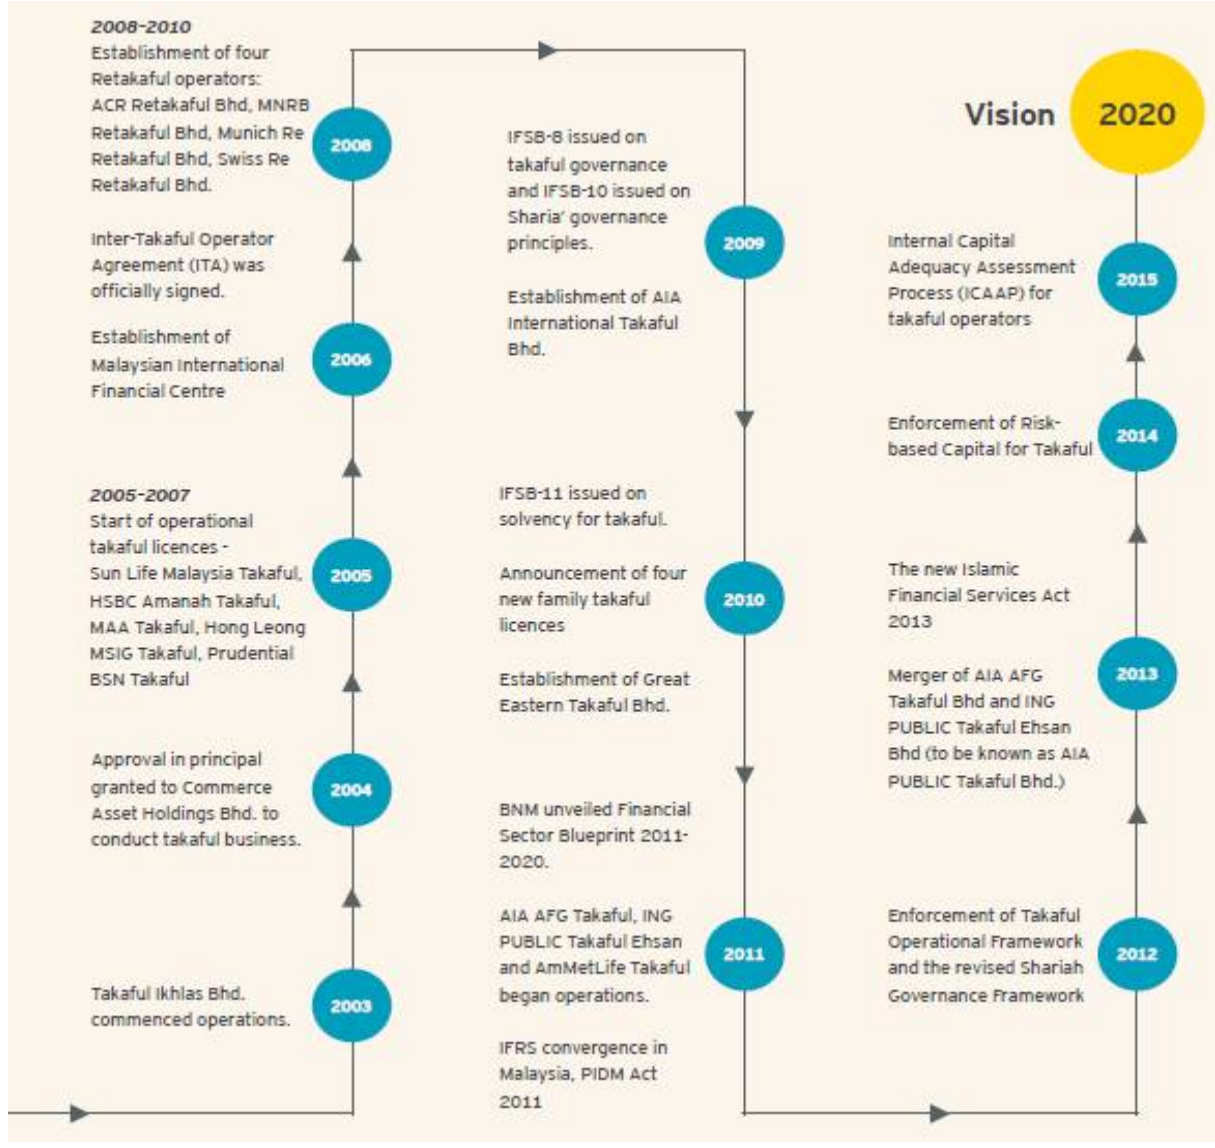 2008-2010
Establishment of four
Retakaful operators:
ACR Retakaful Bhd, MNRB
Retakaful Bhd, Munich Re
Retakaful Bhd, Swiss Re
Retakaful Bhd.
2008
Inter-Takaful Operator
Agreement (ITA) was
officially signed.
Establishment of
Malaysian International
Financial Centre
2006
2005-2007
Start of operational
takaful licences -
Sun Life Malaysia Takaful,
HSBC Amanah Takaful,
MAA Takaful, Hong Leong
MSIG Takaful, Prudential
BSN Takaful
2005
Approval in principal
granted to Commerce
Asset Holdings Bhd. to
conduct takaful business.
2004
Takaful Ikhlas Bhd.
commenced operations.
2003
IFSB-8 issued on
takaful governance
and IFSB-10 issued on
Sharia' governance
principles.
2009
Establishment of AIA
International Takaful
Bhd.
IFSB-11 issued on
solvency for takaful.
Announcement of four
new family takaful
licences
2010
Establishment of Great
Eastern Takaful Bhd.
BNM unveiled Financial
Sector Blueprint 2011-
2020.
AIA AFG Takaful, ING
PUBLIC Takaful Ehsan
and AmMetLife Takaful
began operations.
2011
IFRS convergence in
Malaysia, PIDM Act
2011
Vision 2020
Internal Capital
Adequacy Assessment
Process (ICAAP) for
takaful operators
2015
Enforcement of Risk-
based Capital for Takaful
2014
The new Islamic
Financial Services Act
2013
Merger of AIA AFG
Takaful Bhd and ING
PUBLIC Takaful Ehsan
Bhd (to be known as AIA
PUBLIC Takaful Bhd.)
2013
Enforcement of Takaful
Operational Framework
and the revised Shariah
Governance Framework
2012